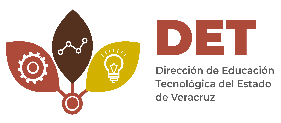 DET
Dirección de Educación
Tecnológica del Estado
de Veracruz